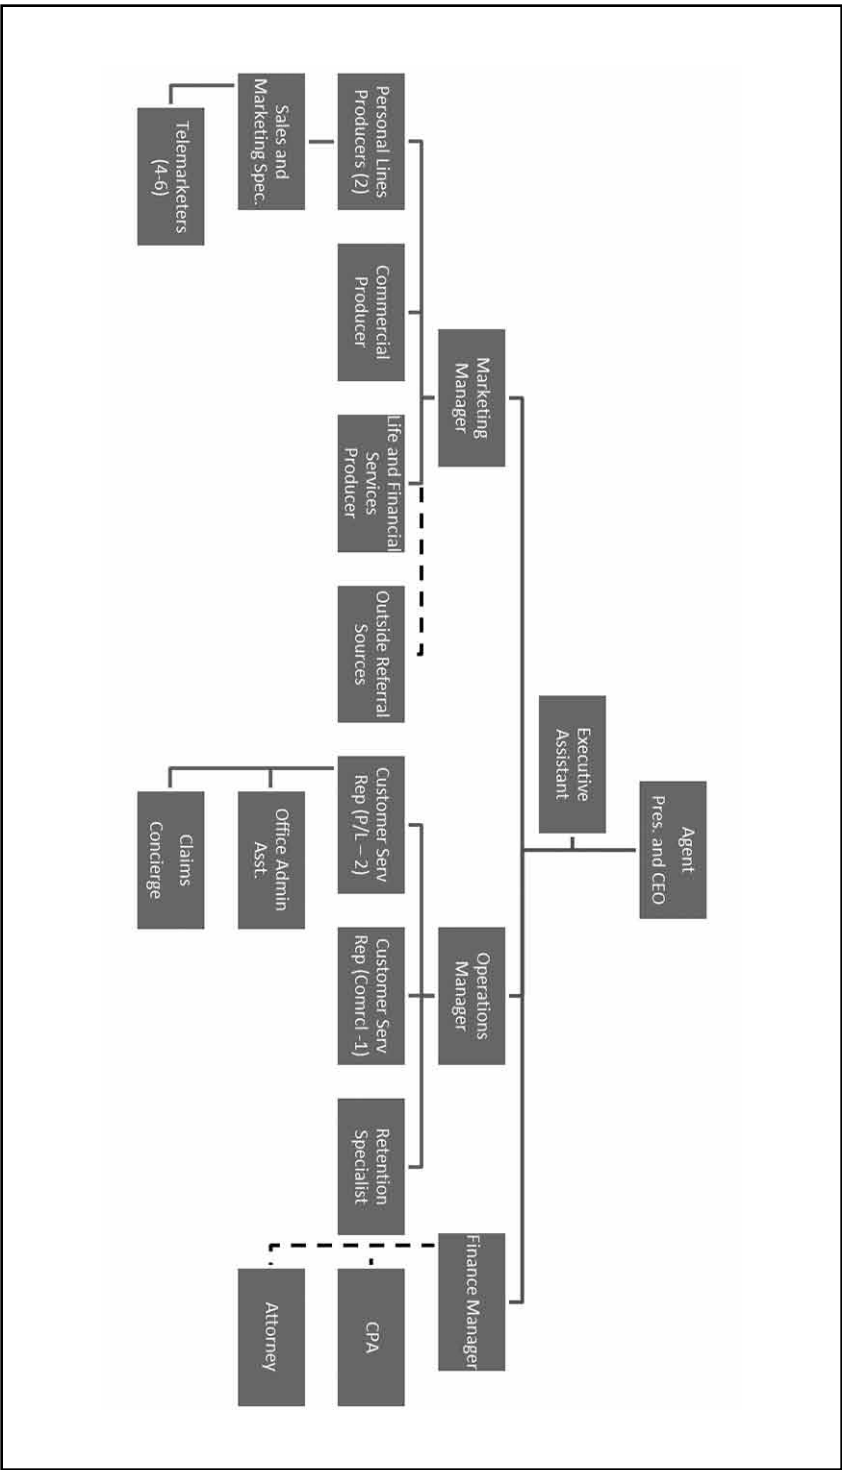 Agent
Pres. and CEO
Executive
Assistant
Marketing
Manager
Operations
Manager
Finance Manager
Personal Lines
Producers (2)
Commercial
Producer
Life and Financial
Services
Producer
Outside Referral
Sources
Customer Serv
Rep (P/L – 2)
Customer Serv
Rep (Comrcl -1)
Retention
Specialist
CPA
Sales and
Marketing Spec.
Office Admin
Asst.
Attorney
Telemarketers
(4-6)
Claims
Concierge